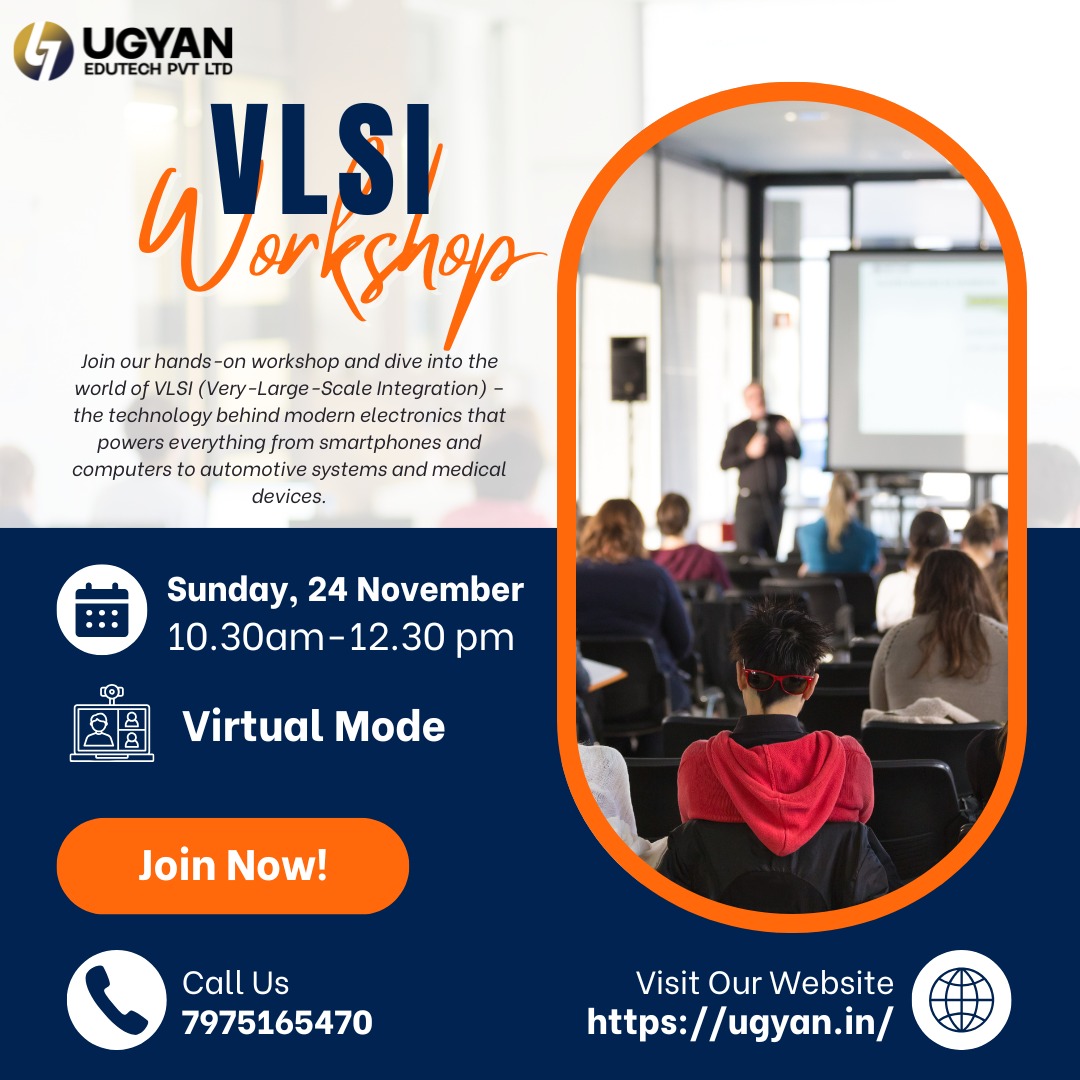 UGYAN
EDUTECH PVT LTD
VLSI
Workshop
Join our hands-on workshop and dive into the
world of VLSI (Very-Large-Scale Integration) –
the technology behind modern electronics that
powers everything from smartphones and
computers to automotive systems and medical
devices.
Sunday, 24 November
10.30am-12.30 pm
Virtual Mode
Join Now!
Call Us
7975165470
Visit Our Website
https://ugyan.in/